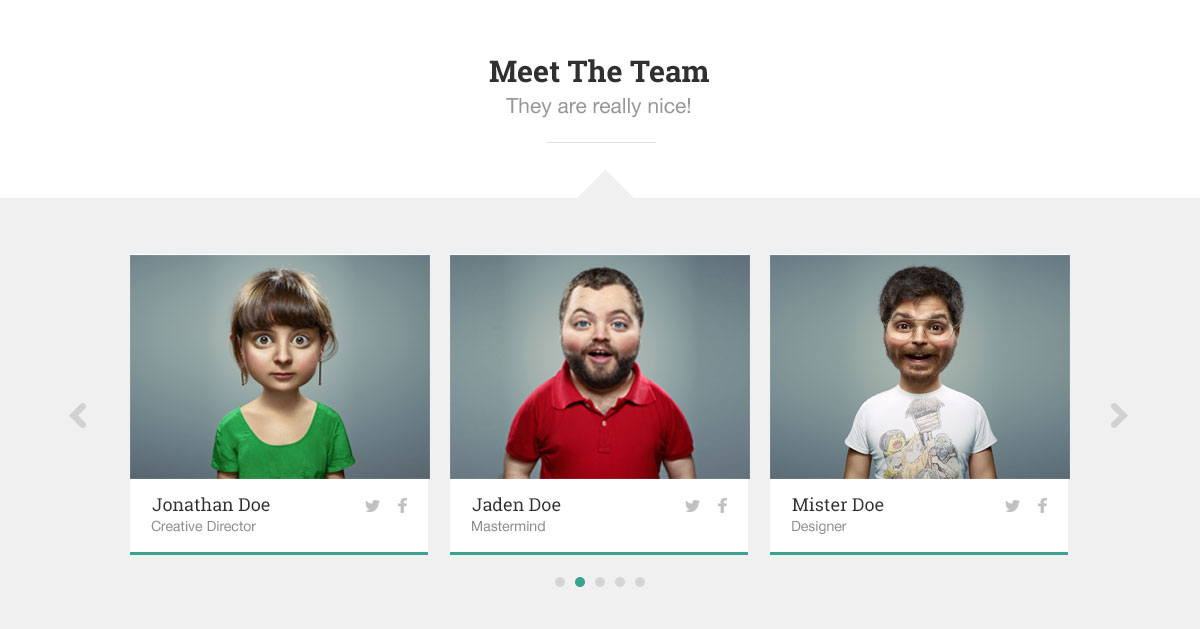 Meet The Team
They are really nice!
Jonathan Doe
Creative Director
Jaden Doe
Mastermind
Mister Doe
Designer